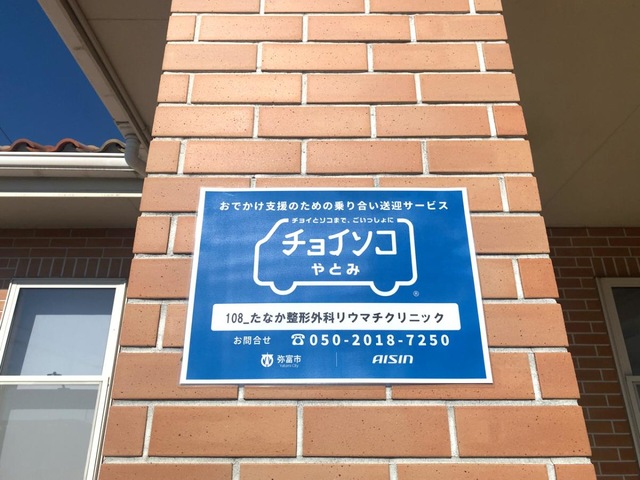 おでかけ支援のための乗り合い送迎サービス
チョイとソコまで、ごいっしょに
チョイソコ
やとみ
®
108_たなか整形外科リウマチクリニック
お問合せ ☎050-2018-7250
弥富市 AISIN
Yatomi City